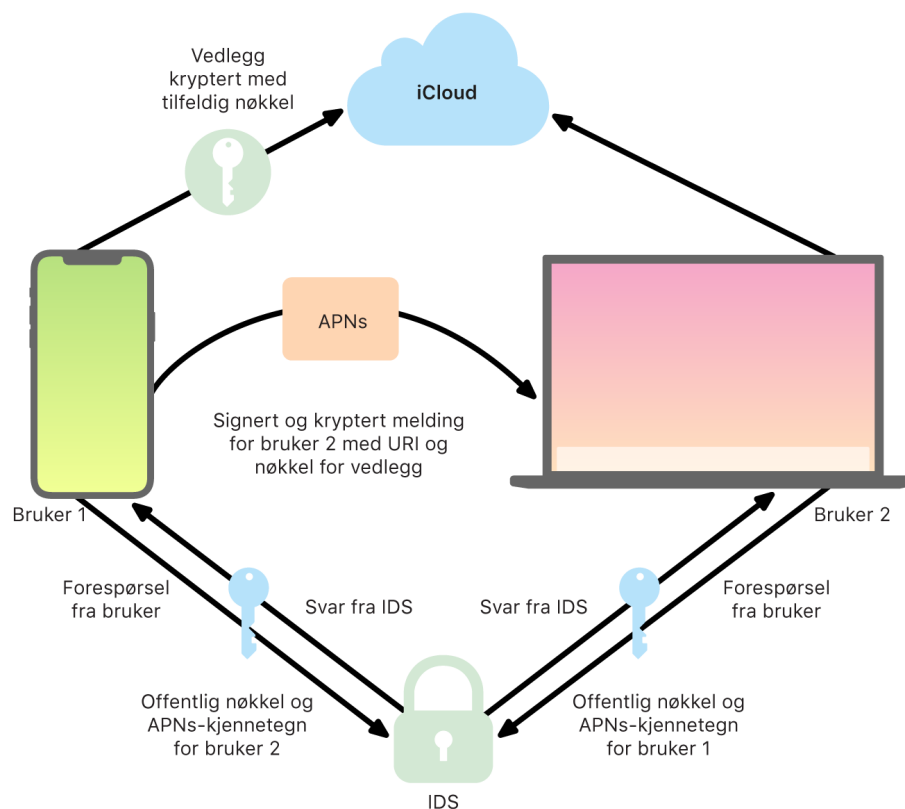 Vedlegg
kryptert med
tilfeldig nøkkel
iCloud
APNs
Signert og kryptert melding
for bruker 2 med URI og
nøkkel for vedlegg
Bruker 1
Bruker 2
Forespørsel
fra bruker
Svar fra IDS
Svar fra IDS
Forespørsel
fra bruker
Offentlig nøkkel og
APNs-kjennetegn
for bruker 2
Offentlig nøkkel og
APNs-kjennetegn
for bruker 1
IDS